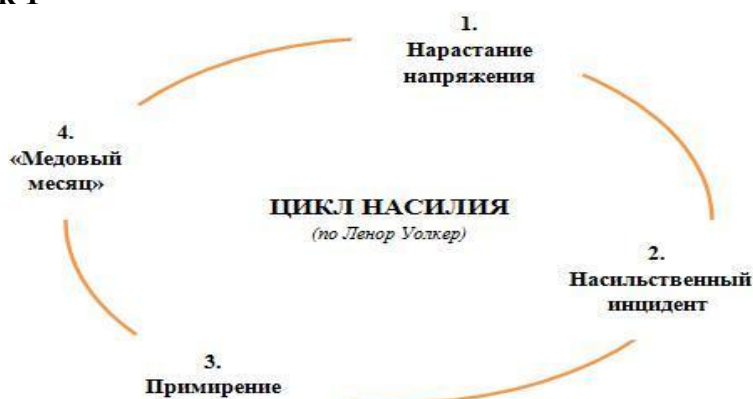 1.
Нарастание
напряжения
4.
«Медовый
месяц»
ЦИКЛ НАСИЛИЯ
(по Ленор Уолкер)
2.
Насильственный
инцидент
3.
Примирение